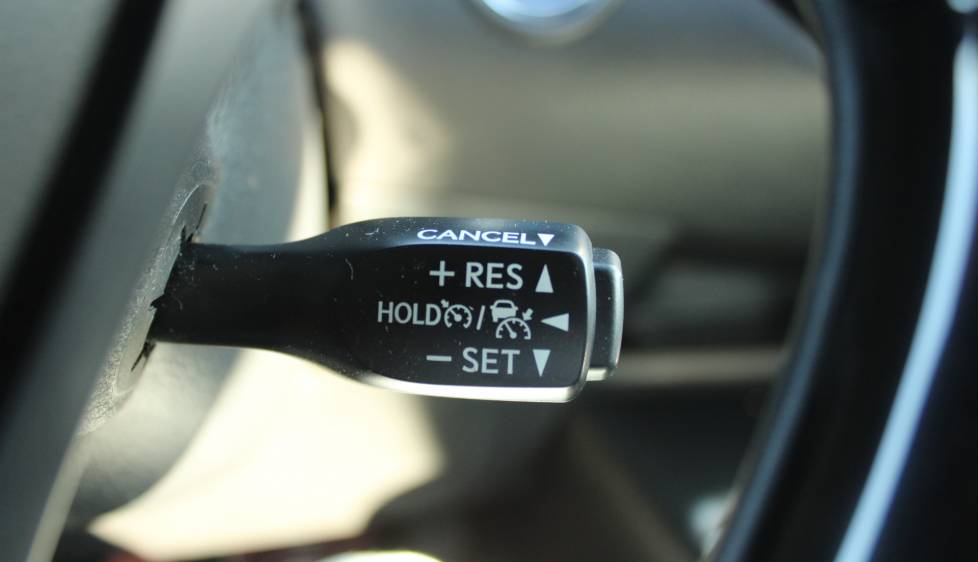 CANCEL▼
+ RES ▲
HOLD / ◀
− SET ▼